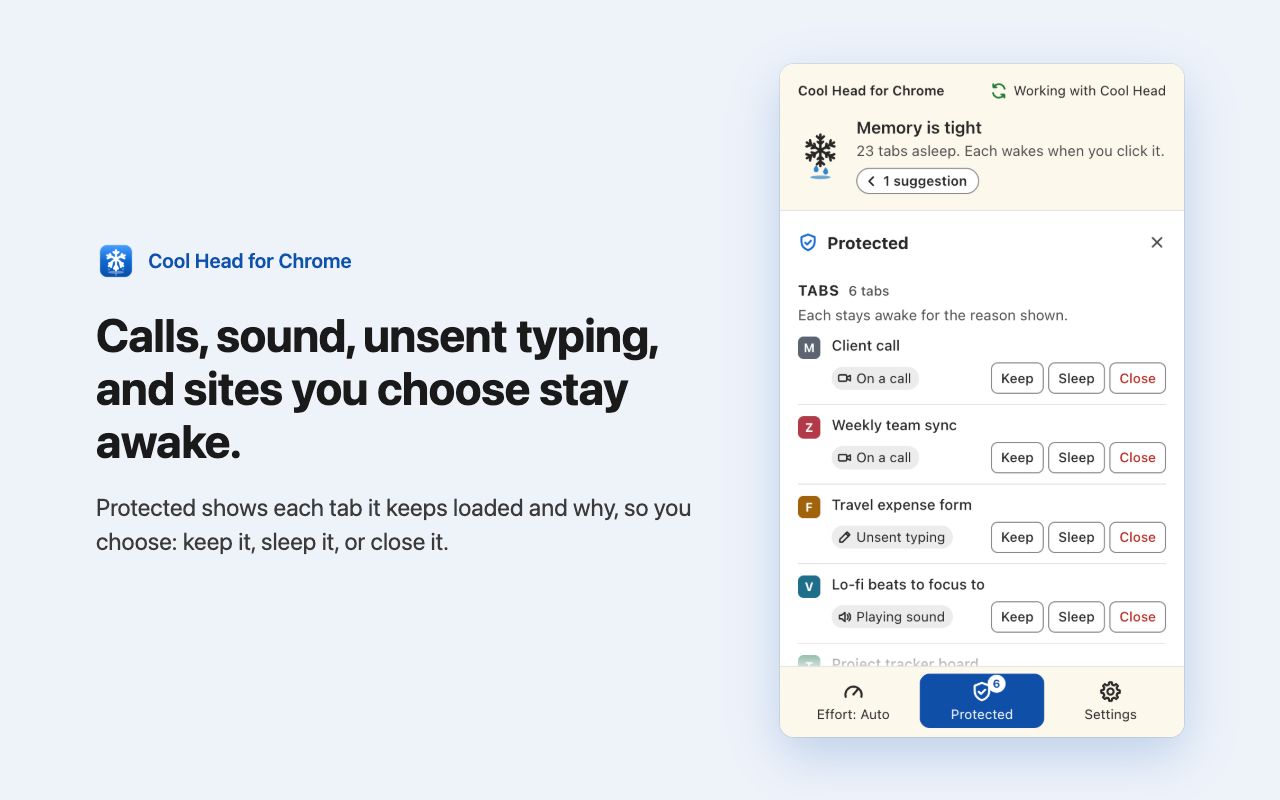 Cool Head for Chrome
Calls, sound, unsent typing,
and sites you choose stay
awake.
Protected shows each tab it keeps loaded and why, so you
choose: keep it, sleep it, or close it.
Cool Head for Chrome
Working with Cool Head
Memory is tight
23 tabs asleep. Each wakes when you click it.
1 suggestion
Protected
TABS 6 tabs
Each stays awake for the reason shown.
M Client call
On a call Keep Sleep Close
Z Weekly team sync
On a call Keep Sleep Close
F Travel expense form
Unsent typing Keep Sleep Close
V Lo-fi beats to focus to
Playing sound Keep Sleep Close
T Project tracker board
6
Effort: Auto Protected Settings